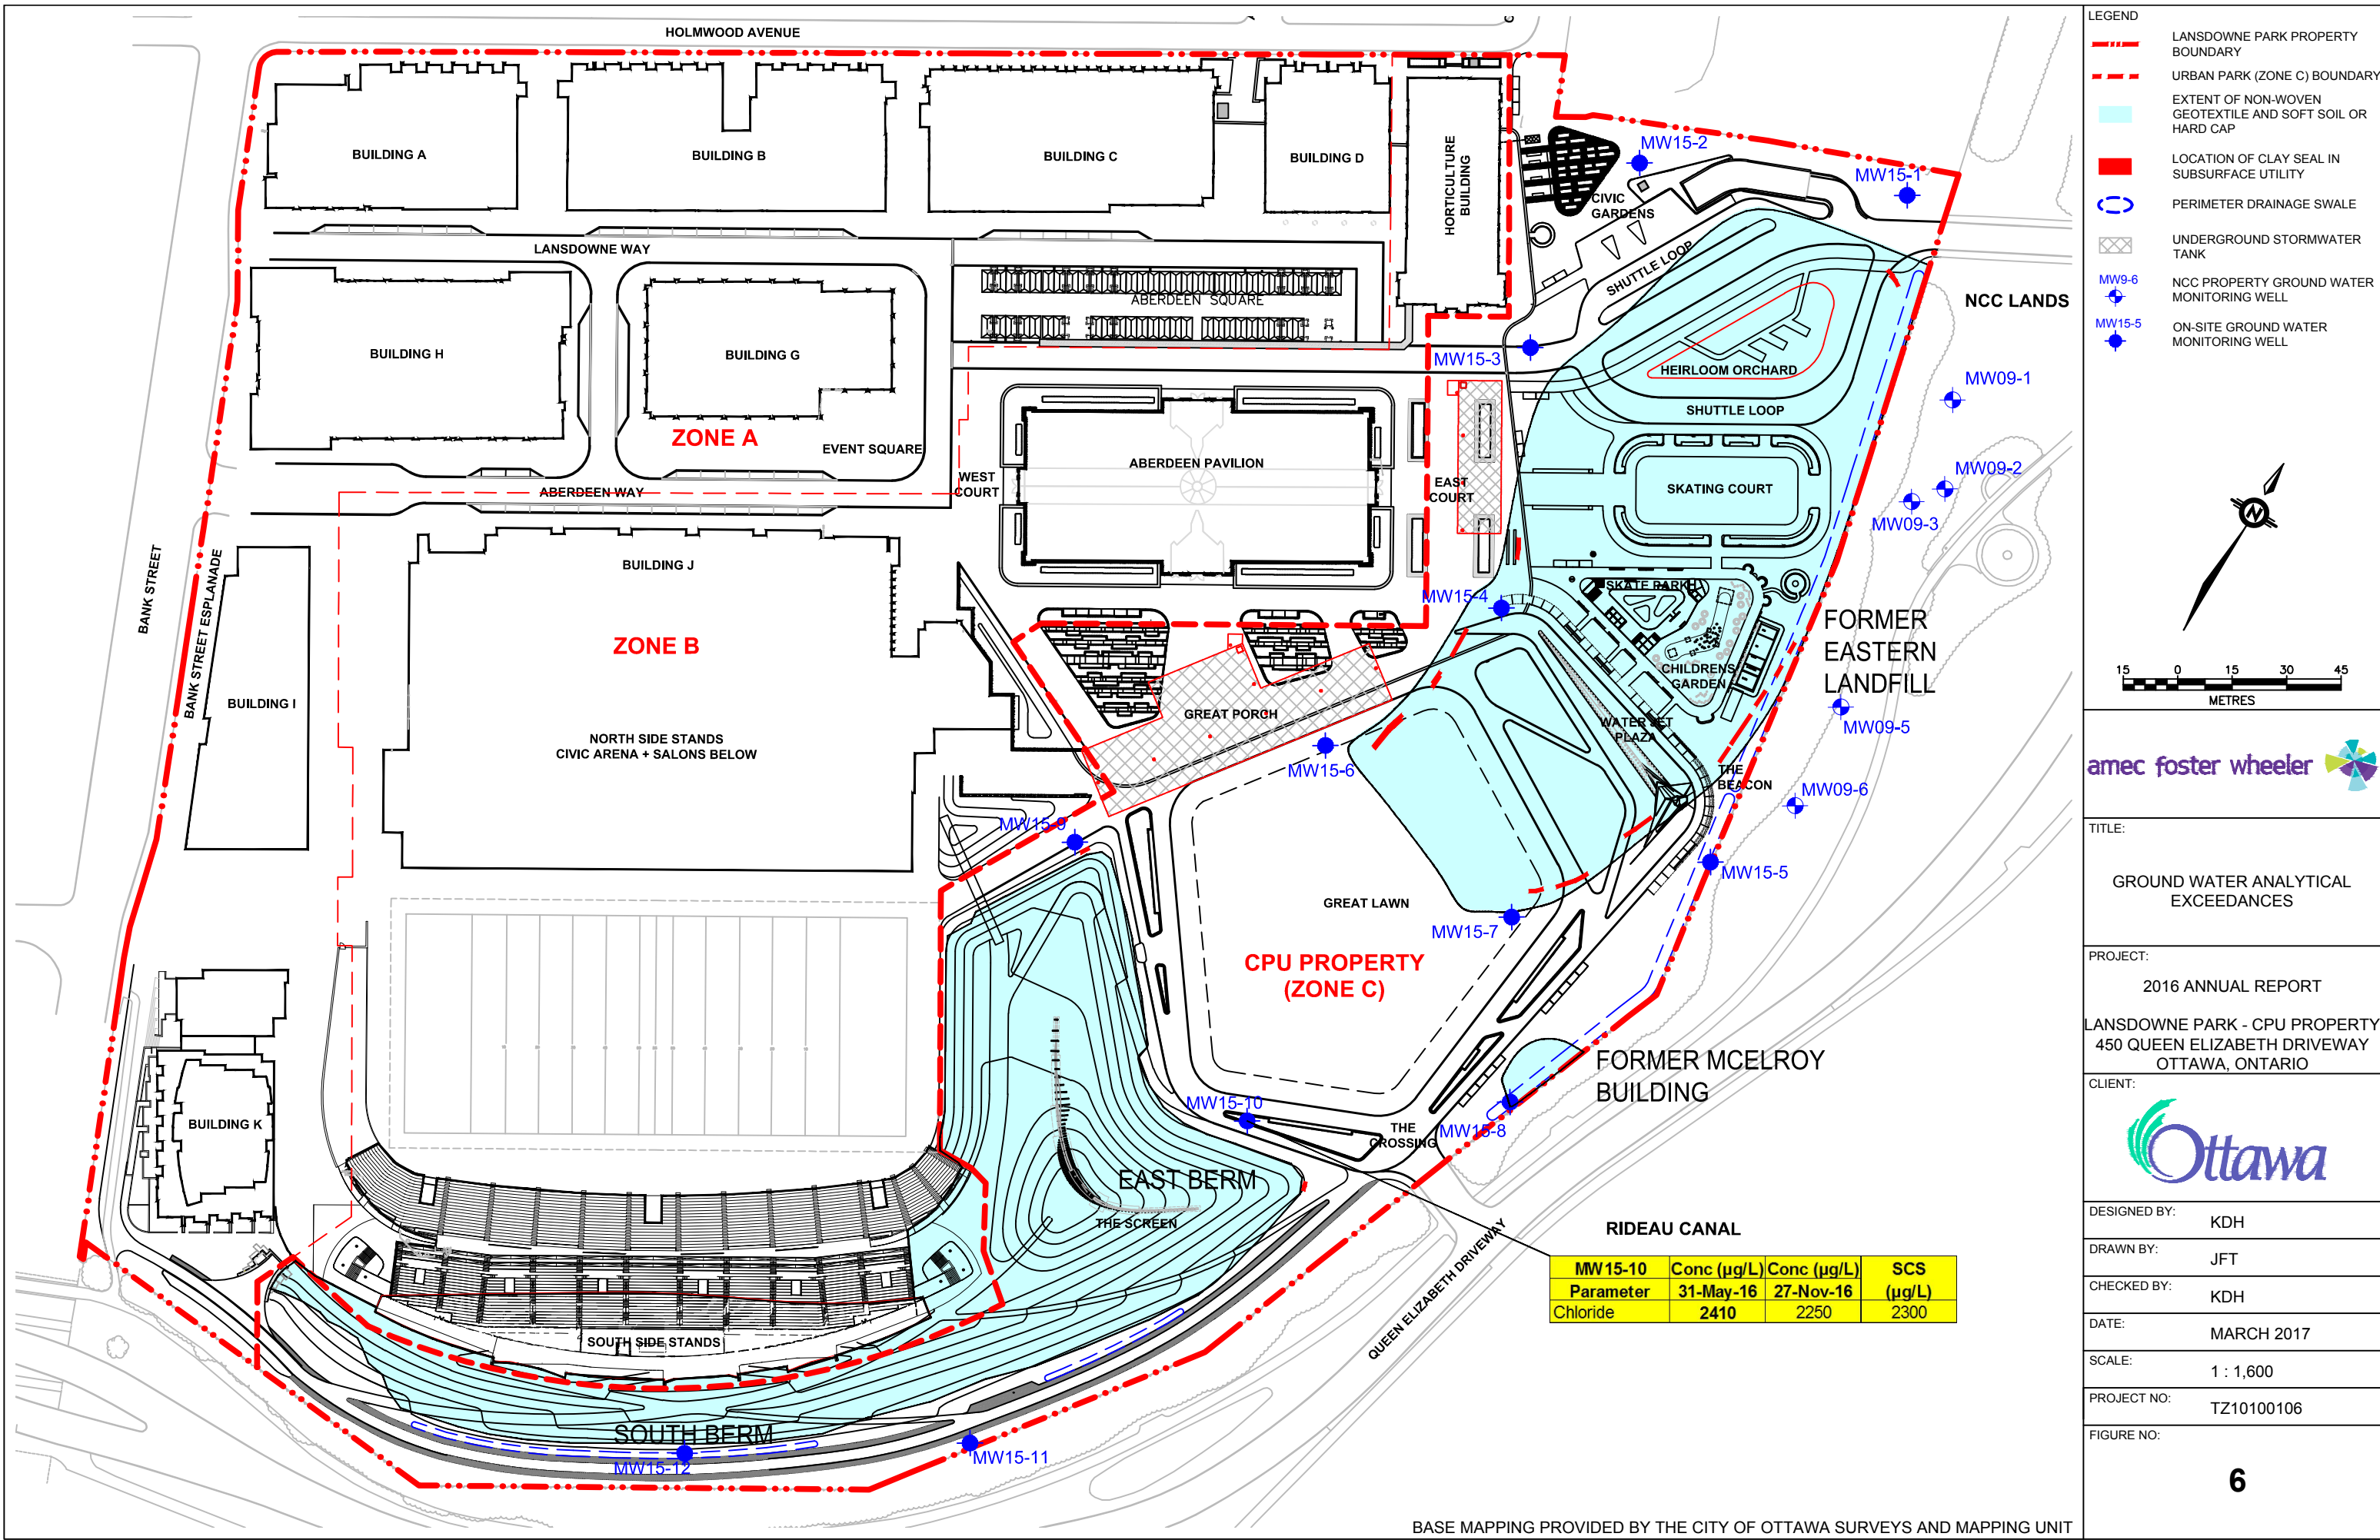 HOLMWOOD AVENUE
BUILDING A
BUILDING B
BUILDING C
BUILDING D
HORTICULTURE
BUILDING
MW15-2
MW15-1
CIVIC
GARDENS
LANSDOWNE WAY
SHUTTLE LOOP
ABERDEEN SQUARE
NCC LANDS
BUILDING H
BUILDING G
MW15-3
HEIRLOOM ORCHARD
MW09-1
SHUTTLE LOOP
ZONE A
EVENT SQUARE
WEST
COURT
ABERDEEN PAVILION
EAST
COURT
SKATING COURT
MW09-2
MW09-3
ABERDEEN WAY
BANK STREET
BANK STREET ESPLANADE
BUILDING J
SKATE PARK
MW15-4
ZONE B
FORMER
EASTERN
LANDFILL
CHILDRENS
GARDEN
BUILDING I
GREAT PORCH
WATER JET
PLAZA
MW09-5
NORTH SIDE STANDS
CIVIC ARENA + SALONS BELOW
MW15-6
THE
BEACON
MW09-6
MW15-9
MW15-5
GREAT LAWN
MW15-7
CPU PROPERTY
(ZONE C)
FORMER MCELROY
BUILDING
MW15-10
BUILDING K
THE
CROSSING
MW15-8
EAST BERM
THE SCREEN
QUEEN ELIZABETH DRIVEWAY
RIDEAU CANAL
MW15-10 Conc (µg/L) Conc (µg/L) SCS
Parameter 31-May-16 27-Nov-16 (µg/L)
Chloride 2410 2250 2300
SOUTH SIDE STANDS
SOUTH BERM
MW15-12
MW15-11
BASE MAPPING PROVIDED BY THE CITY OF OTTAWA SURVEYS AND MAPPING UNIT
LEGEND
LANSDOWNE PARK PROPERTY
BOUNDARY
URBAN PARK (ZONE C) BOUNDARY
EXTENT OF NON-WOVEN
GEOTEXTILE AND SOFT SOIL OR
HARD CAP
LOCATION OF CLAY SEAL IN
SUBSURFACE UTILITY
PERIMETER DRAINAGE SWALE
UNDERGROUND STORMWATER
TANK
MW9-6
NCC PROPERTY GROUND WATER
MONITORING WELL
MW15-5
ON-SITE GROUND WATER
MONITORING WELL
N
15 0 15 30 45
METRES
amec foster wheeler
TITLE:
GROUND WATER ANALYTICAL
EXCEEDANCES
PROJECT:
2016 ANNUAL REPORT
LANSDOWNE PARK - CPU PROPERTY
450 QUEEN ELIZABETH DRIVEWAY
OTTAWA, ONTARIO
CLIENT:
Ottawa
DESIGNED BY:
KDH
DRAWN BY:
JFT
CHECKED BY:
KDH
DATE:
MARCH 2017
SCALE:
1 : 1,600
PROJECT NO:
TZ10100106
FIGURE NO:
6